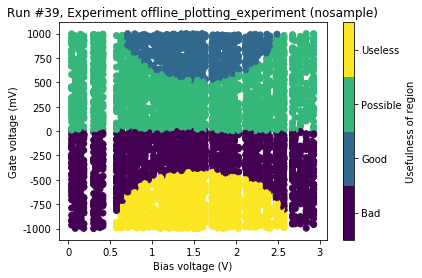 Run #39, Experiment offline_plotting_experiment (nosample)
1000
750
500
250
0
-250
-500
-750
-1000
Gate voltage (mV)
0 0.5 1 1.5 2 2.5 3
Bias voltage (V)
Useless
Possible
Good
Bad
Usefulness of region